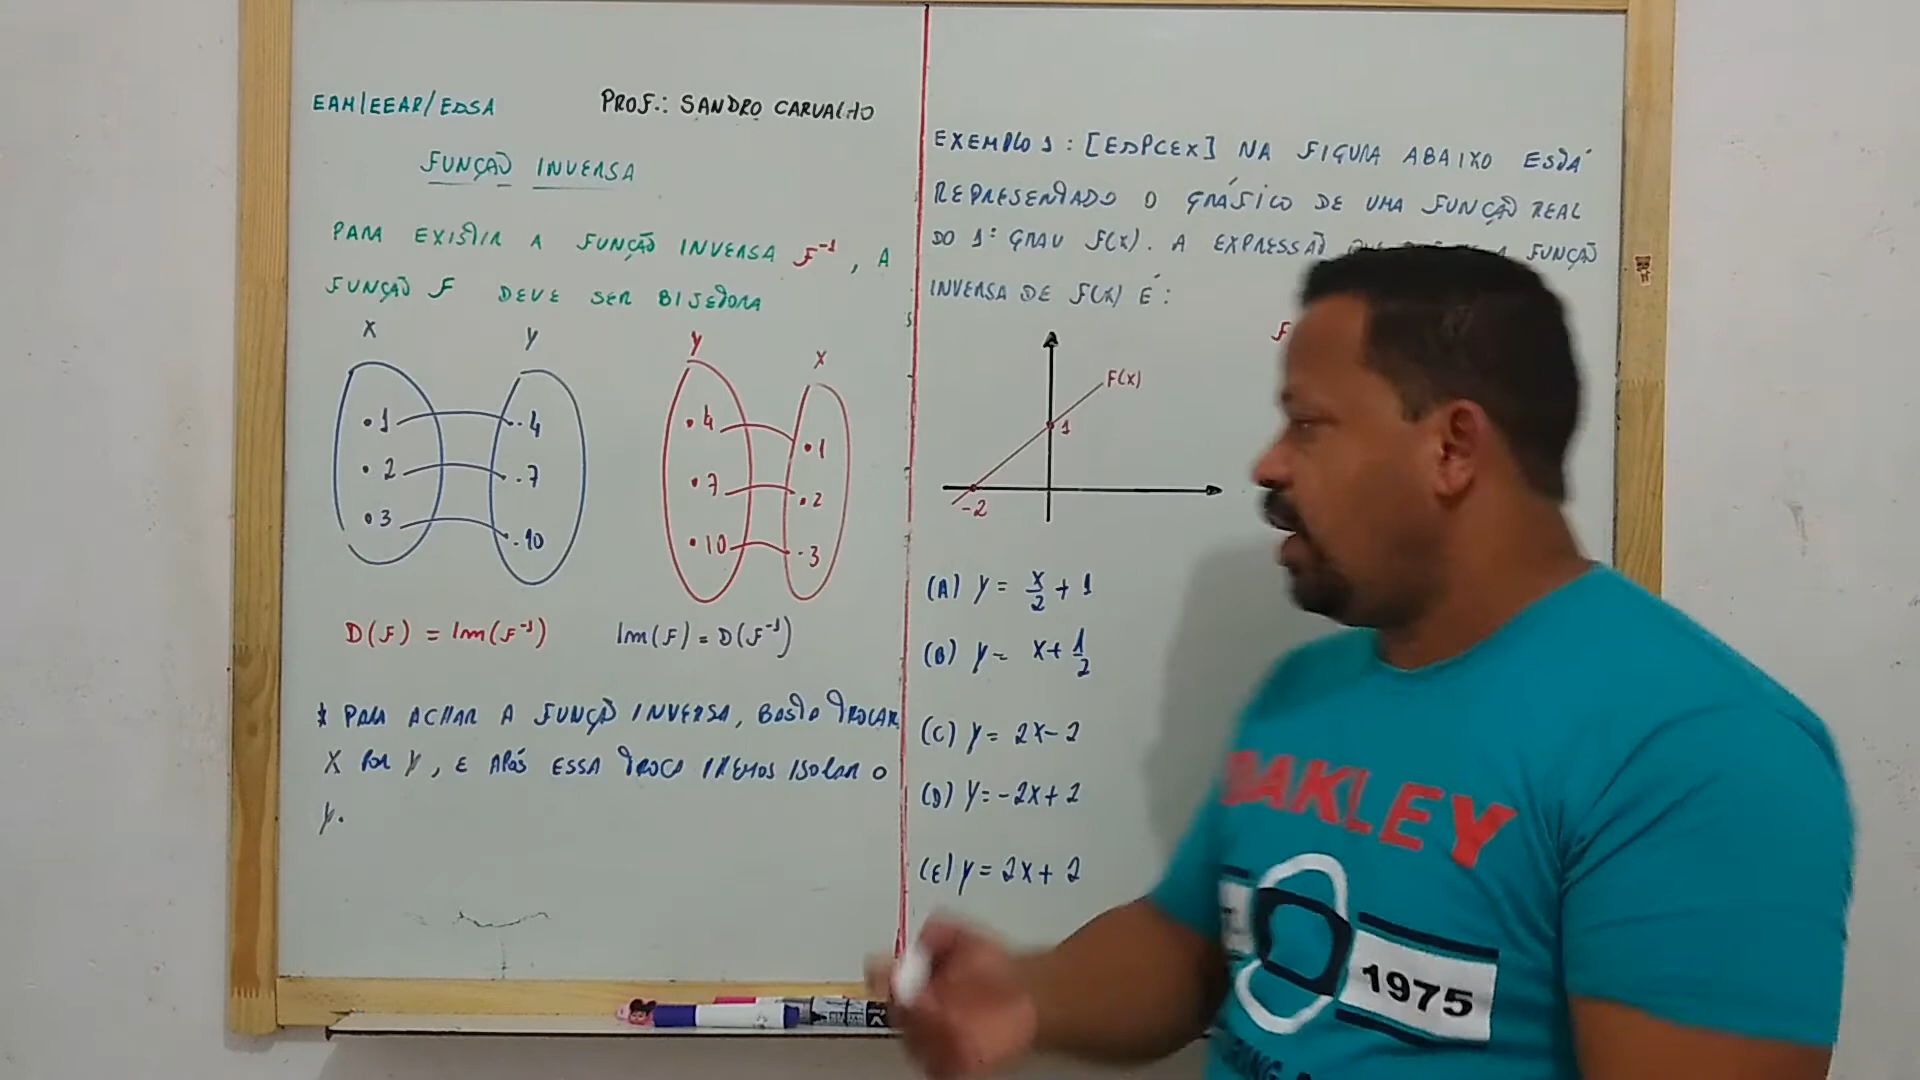 EAM/EEAR/ESSA
PROF.: SANDRO CARVALHO
FUNÇÃO INVERSA
PARA EXISTIR A FUNÇÃO INVERSA F⁻¹, A
FUNÇÃO F DEVE SER BIJETORA
X Y
.1 .4
.2 .7
.3 .10
Y X
.4 .1
.7 .2
.10 .3
D(F) = Im(F⁻¹) Im(F) = D(F⁻¹)
* PARA ACHAR A FUNÇÃO INVERSA, BASTA TROCAR
X POR Y, E APÓS ESSA TROCA IREMOS ISOLAR O
Y.
EXEMPLO 1: [ESPCEX] NA FIGURA ABAIXO ESTÁ
REPRESENTADO O GRÁFICO DE UMA FUNÇÃO REAL
DO 1° GRAU F(X). A EXPRESSÃO A FUNÇÃO
INVERSA DE F(X) É:
F
F(X)
1
-2
(A) Y = X/2 + 1
(B) Y = X + 1/2
(C) Y = 2X - 2
(D) Y = -2X + 2
(E) Y = 2X + 2
OAKLEY
1975